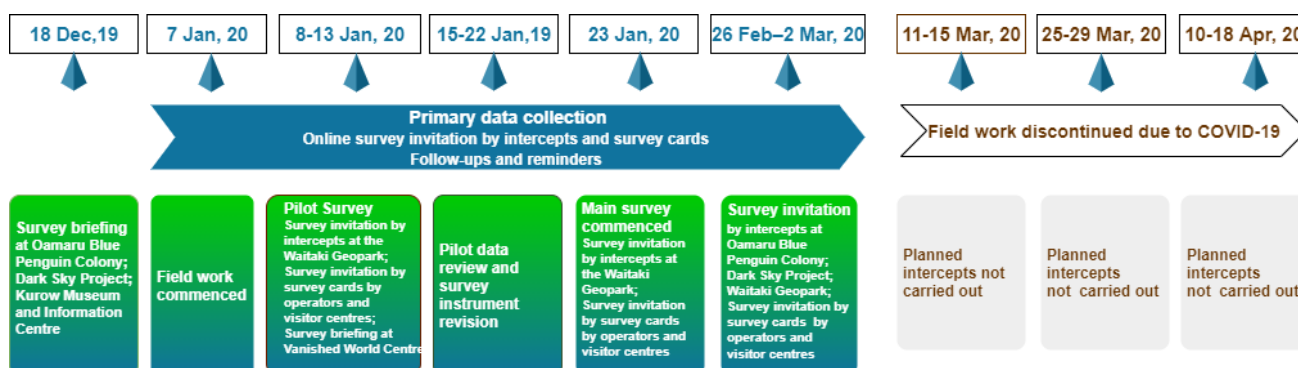 18 Dec,19
7 Jan, 20
8-13 Jan, 20
15-22 Jan,19
23 Jan, 20
26 Feb–2 Mar, 20
11-15 Mar, 20
25-29 Mar, 20
10-18 Apr, 20
Primary data collection
Online survey invitation by intercepts and survey cards
Follow-ups and reminders
Field work discontinued due to COVID-19
Survey briefing
at Oamaru Blue
Penguin Colony;
Dark Sky Project;
Kurow Museum
and Information
Centre
Field work
commenced
Pilot Survey
Survey invitation by
intercepts at the
Waitaki Geopark;
Survey invitation by
survey cards by
operators and
visitor centres;
Survey briefing at
Vanished World Centre
Pilot data
review and
survey
instrument
revision
Main survey
commenced
Survey invitation
by intercepts at
the Waitaki
Geopark;
Survey invitation
by survey cards by
operators and
visitor centres
Survey invitation
by intercepts at
Oamaru Blue
Penguin Colony;
Dark Sky Project;
Waitaki Geopark;
Survey invitation by
survey cards by
operators and
visitor centres
Planned
intercepts not
carried out
Planned
intercepts
not carried out
Planned
intercepts
not carried out